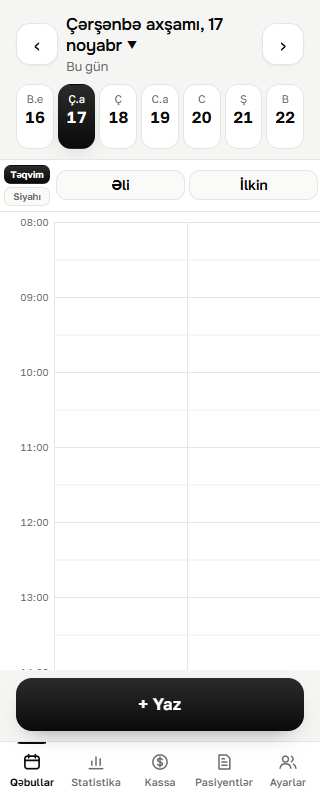 ‹
Çərşənbə axşamı, 17
noyabr ▼
Bu gün
›
B.e Ç.a Ç C.a C Ş B
16 17 18 19 20 21 22
Təqvim
Siyahı
Əli
İlkin
08:00
09:00
10:00
11:00
12:00
13:00
+ Yaz
Qəbullar Statistika Kassa Pasiyentlər Ayarlar